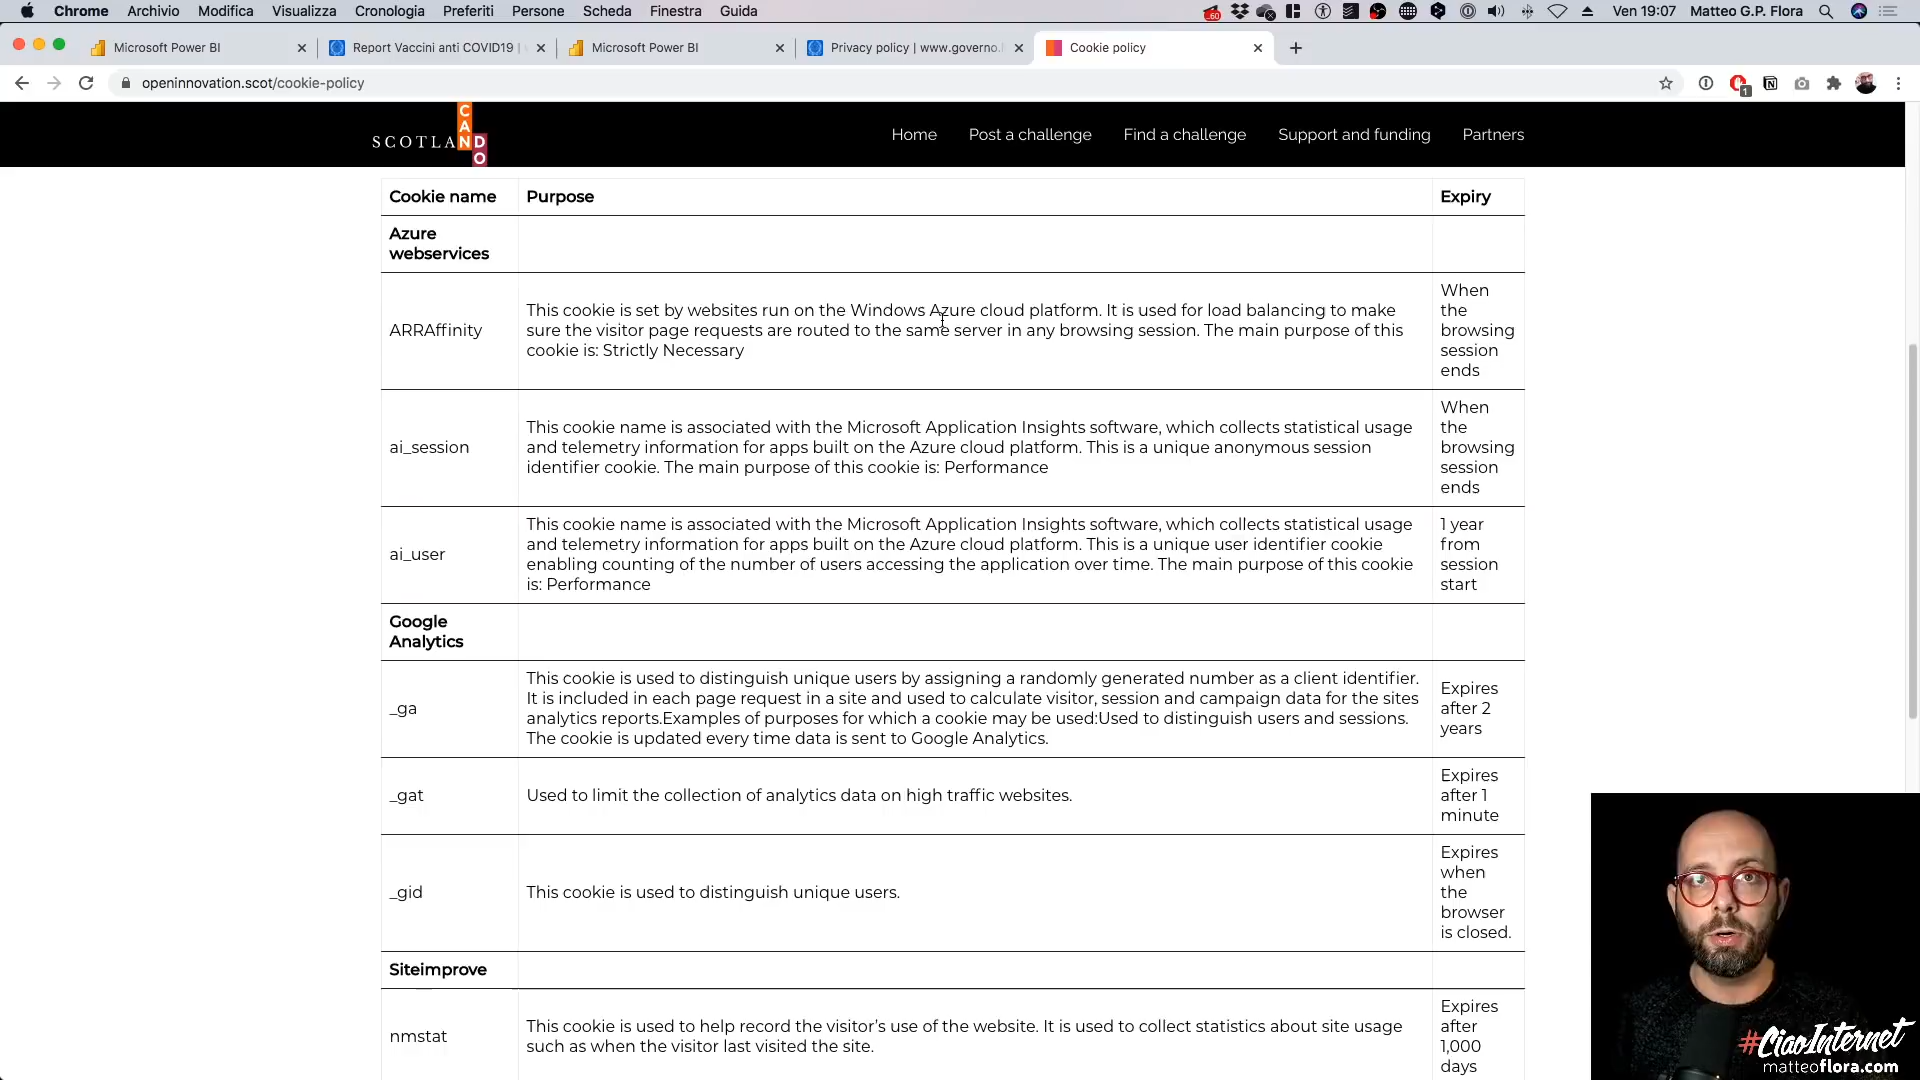 Chrome Archivio Modifica Visualizza Cronologia Preferiti Persone Scheda Finestra Guida Ven 19:07 Matteo G.P. Flora
Microsoft Power BI Report Vaccini anti COVID19 | Microsoft Power BI Privacy policy | www.governo. Cookie policy
openinnovation.scot/cookie-policy
SCOTLAND CAN DO Home Post a challenge Find a challenge Support and funding Partners
Cookie name Purpose Expiry
Azure
webservices
ARRAffinity
This cookie is set by websites run on the Windows Azure cloud platform. It is used for load balancing to make
sure the visitor page requests are routed to the same server in any browsing session. The main purpose of this
cookie is: Strictly Necessary
When
the
browsing
session
ends
ai_session
This cookie name is associated with the Microsoft Application Insights software, which collects statistical usage
and telemetry information for apps built on the Azure cloud platform. This is a unique anonymous session
identifier cookie. The main purpose of this cookie is: Performance
When
the
browsing
session
ends
ai_user
This cookie name is associated with the Microsoft Application Insights software, which collects statistical usage
and telemetry information for apps built on the Azure cloud platform. This is a unique user identifier cookie
enabling counting of the number of users accessing the application over time. The main purpose of this cookie
is: Performance
1 year
from
session
start
Google
Analytics
_ga
This cookie is used to distinguish unique users by assigning a randomly generated number as a client identifier.
It is included in each page request in a site and used to calculate visitor, session and campaign data for the sites
analytics reports.Examples of purposes for which a cookie may be used:Used to distinguish users and sessions.
The cookie is updated every time data is sent to Google Analytics.
Expires
after 2
years
_gat
Used to limit the collection of analytics data on high traffic websites.
Expires
after 1
minute
_gid
This cookie is used to distinguish unique users.
Expires
when
the
browser
is closed.
Siteimprove
nmstat
This cookie is used to help record the visitor's use of the website. It is used to collect statistics about site usage
such as when the visitor last visited the site.
Expires
after
1,000
days
#CiaoInternet
matteoflora.com